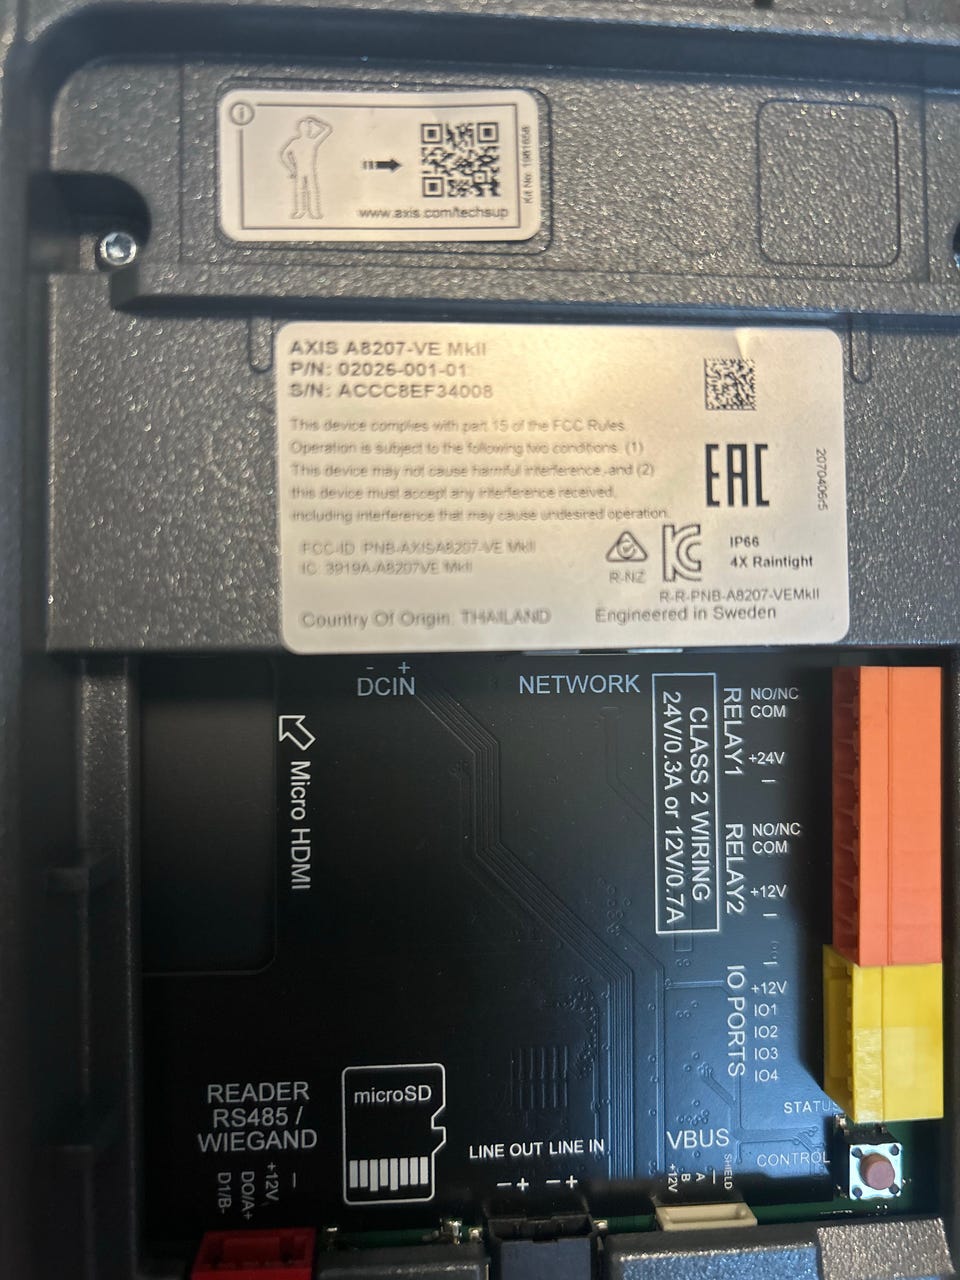 i
www.axis.com/techsup
Kit No: 1981658
AXIS A8207-VE MkII
P/N: 02026-001-01
S/N: ACCC8EF34008
This device complies with part 15 of the FCC Rules.
Operation is subject to the following two conditions. (1)
This device may not cause harmful interference, and (2)
this device must accept any interference received,
including interference that may cause undesired operation.
FCC-ID PNB-AXISA8207-VE MkII
IC: 3919A-A8207VE MkII
Country Of Origin: THAILAND
EAC
2070406r5
R-NZ
KC
IP66
4X Raintight
R-R-PNB-A8207-VEMkII
Engineered in Sweden
- +
DCIN
NETWORK
Micro HDMI
CLASS 2 WIRING
24V/0.3A or 12V/0.7A
RELAY1
NO/NC
COM
+24V
–
RELAY2
NO/NC
COM
+12V
–
IO PORTS
–
+12V
IO1
IO2
IO3
IO4
STATUS
CONTROL
READER
RS485 /
WIEGAND
–
+12V
DO/A+
D1/B-
microSD
LINE OUT LINE IN
– + – +
VBUS
SHIELD
A
B
+12V